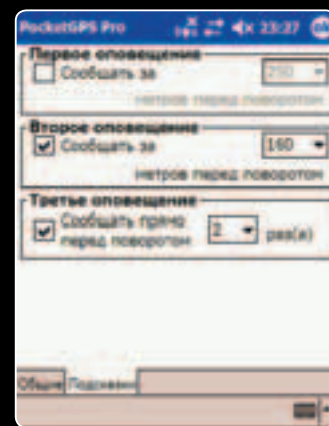 PocketGPS Pro 23:27
Первое оповещение
Сообщать за 250
метров перед поворотом
Второе оповещение
Сообщать за 160
метров перед поворотом
Третье оповещение
Сообщать прямо
перед поворотом 2 раз(а)
Общие Подсказки